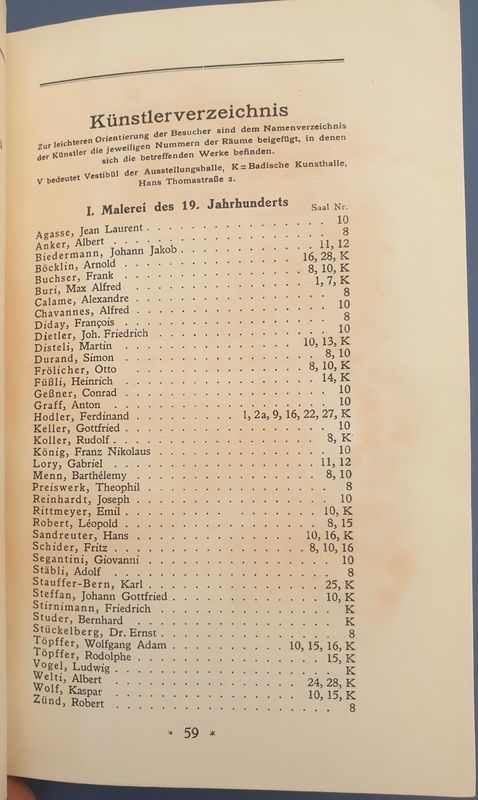 Künstlerverzeichnis
Zur leichteren Orientierung der Besucher sind dem Namenverzeichnis
der Künstler die jeweiligen Nummern der Räume beigefügt, in denen
sich die betreffenden Werke befinden.
V bedeutet Vestibül der Ausstellungshalle, K = Badische Kunsthalle,
Hans Thomastraße 2.
I. Malerei des 19. Jahrhunderts Saal Nr.
Agasse, Jean Laurent . . . . . . . . . . 10
Anker, Albert . . . . . . . . . . 8
Biedermann, Johann Jakob . . . . . . . . . . 11, 12
Böcklin, Arnold . . . . . . . . . . 16, 28, K
Buchser, Frank . . . . . . . . . . 8, 10, K
Buri, Max Alfred . . . . . . . . . . 1, 7, K
Calame, Alexandre . . . . . . . . . . 8
Chavannes, Alfred . . . . . . . . . . 10
Diday, François . . . . . . . . . . 8
Dietler, Joh. Friedrich . . . . . . . . . . 10
Disteli, Martin . . . . . . . . . . 10, 13, K
Durand, Simon . . . . . . . . . . 8, 10
Frölicher, Otto . . . . . . . . . . 8, 10, K
Füßli, Heinrich . . . . . . . . . . 14, K
Geßner, Conrad . . . . . . . . . . 10
Graff, Anton . . . . . . . . . . 10
Hodler, Ferdinand . . . . . . . . . . 1, 2a, 9, 16, 22, 27, K
Keller, Gottfried . . . . . . . . . . 10
Koller, Rudolf . . . . . . . . . . 8, K
König, Franz Nikolaus . . . . . . . . . . 10
Lory, Gabriel . . . . . . . . . . 11, 12
Menn, Barthélemy . . . . . . . . . . 8, 10
Preiswerk, Theophil . . . . . . . . . . 8
Reinhardt, Joseph . . . . . . . . . . 10
Rittmeyer, Emil . . . . . . . . . . 10, K
Robert, Léopold . . . . . . . . . . 8, 15
Sandreuter, Hans . . . . . . . . . . 10, 16, K
Schider, Fritz . . . . . . . . . . 8, 10, 16
Segantini, Giovanni . . . . . . . . . . 10
Stäbli, Adolf . . . . . . . . . . 8
Stauffer-Bern, Karl . . . . . . . . . . 25, K
Steffan, Johann Gottfried . . . . . . . . . . 10, K
Stirnimann, Friedrich . . . . . . . . . . K
Studer, Bernhard . . . . . . . . . . K
Stückelberg, Dr. Ernst . . . . . . . . . . 8
Töpffer, Wolfgang Adam . . . . . . . . . . 10, 15, 16, K
Töpffer, Rodolphe . . . . . . . . . . 15, K
Vogel, Ludwig . . . . . . . . . . K
Welti, Albert . . . . . . . . . . 24, 28, K
Wolf, Kaspar . . . . . . . . . . 10, 15, K
Zünd, Robert . . . . . . . . . . 8
* 59 *